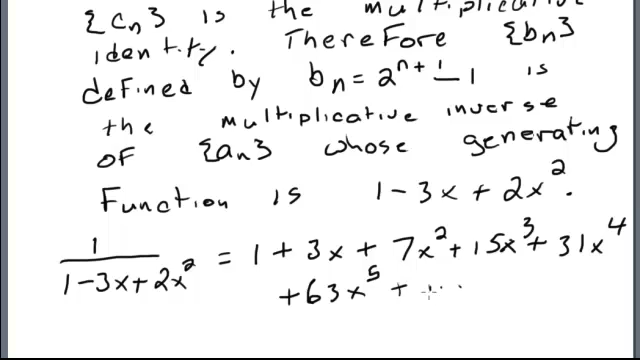 {cn} is the multiplicative
identity. Therefore {bn}
defined by bn = 2^(n+1) - 1 is
the multiplicative inverse
of {an} whose generating
Function is 1 - 3x + 2x².
1/(1-3x+2x²) = 1 + 3x + 7x² + 15x³ + 31x⁴
+ 63x⁵ + ...